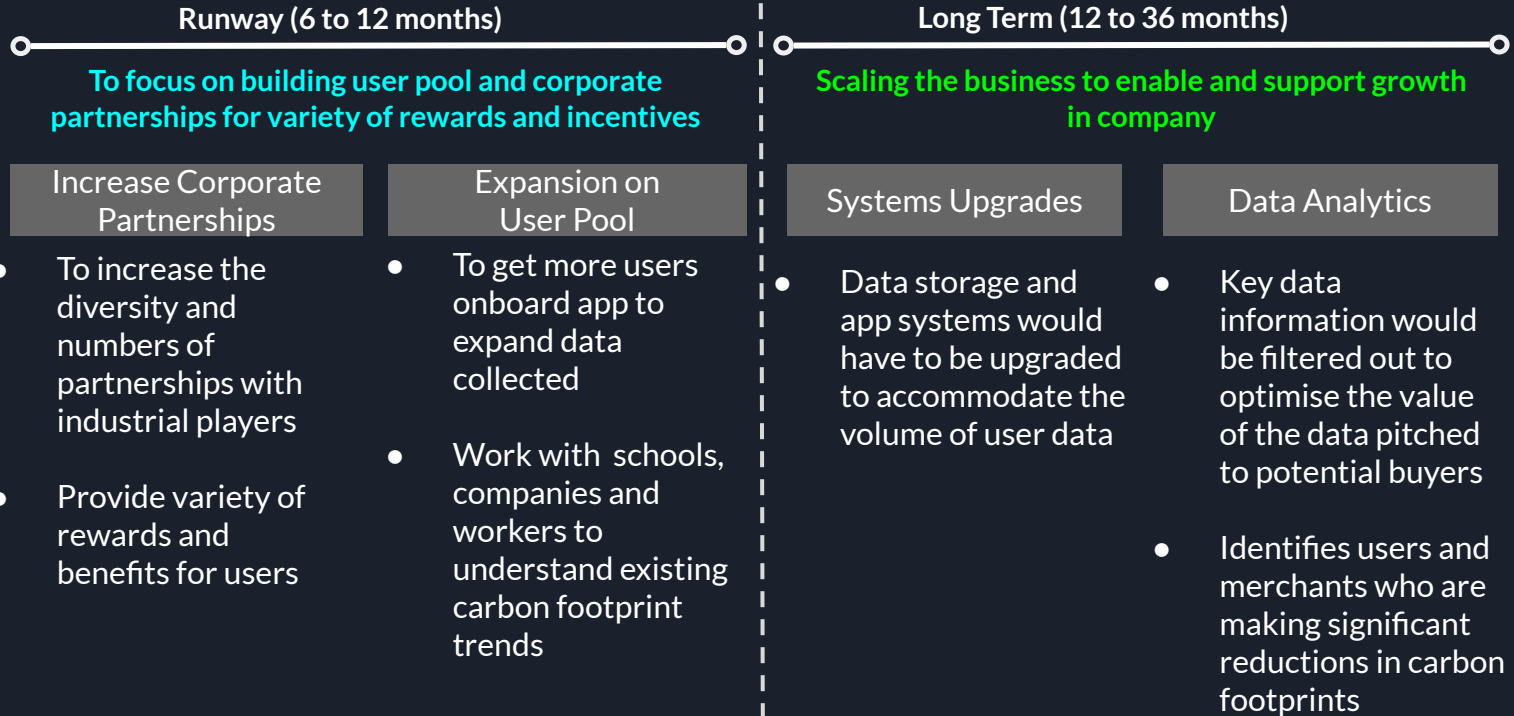 Runway (6 to 12 months)
To focus on building user pool and corporate
partnerships for variety of rewards and incentives
Increase Corporate
Partnerships
● To increase the
diversity and
numbers of
partnerships with
industrial players
● Provide variety of
rewards and
benefits for users
Expansion on
User Pool
● To get more users
onboard app to
expand data
collected
● Work with schools,
companies and
workers to
understand existing
carbon footprint
trends
Long Term (12 to 36 months)
Scaling the business to enable and support growth
in company
Systems Upgrades
● Data storage and
app systems would
have to be upgraded
to accommodate the
volume of user data
Data Analytics
● Key data
information would
be filtered out to
optimise the value
of the data pitched
to potential buyers
● Identifies users and
merchants who are
making significant
reductions in carbon
footprints